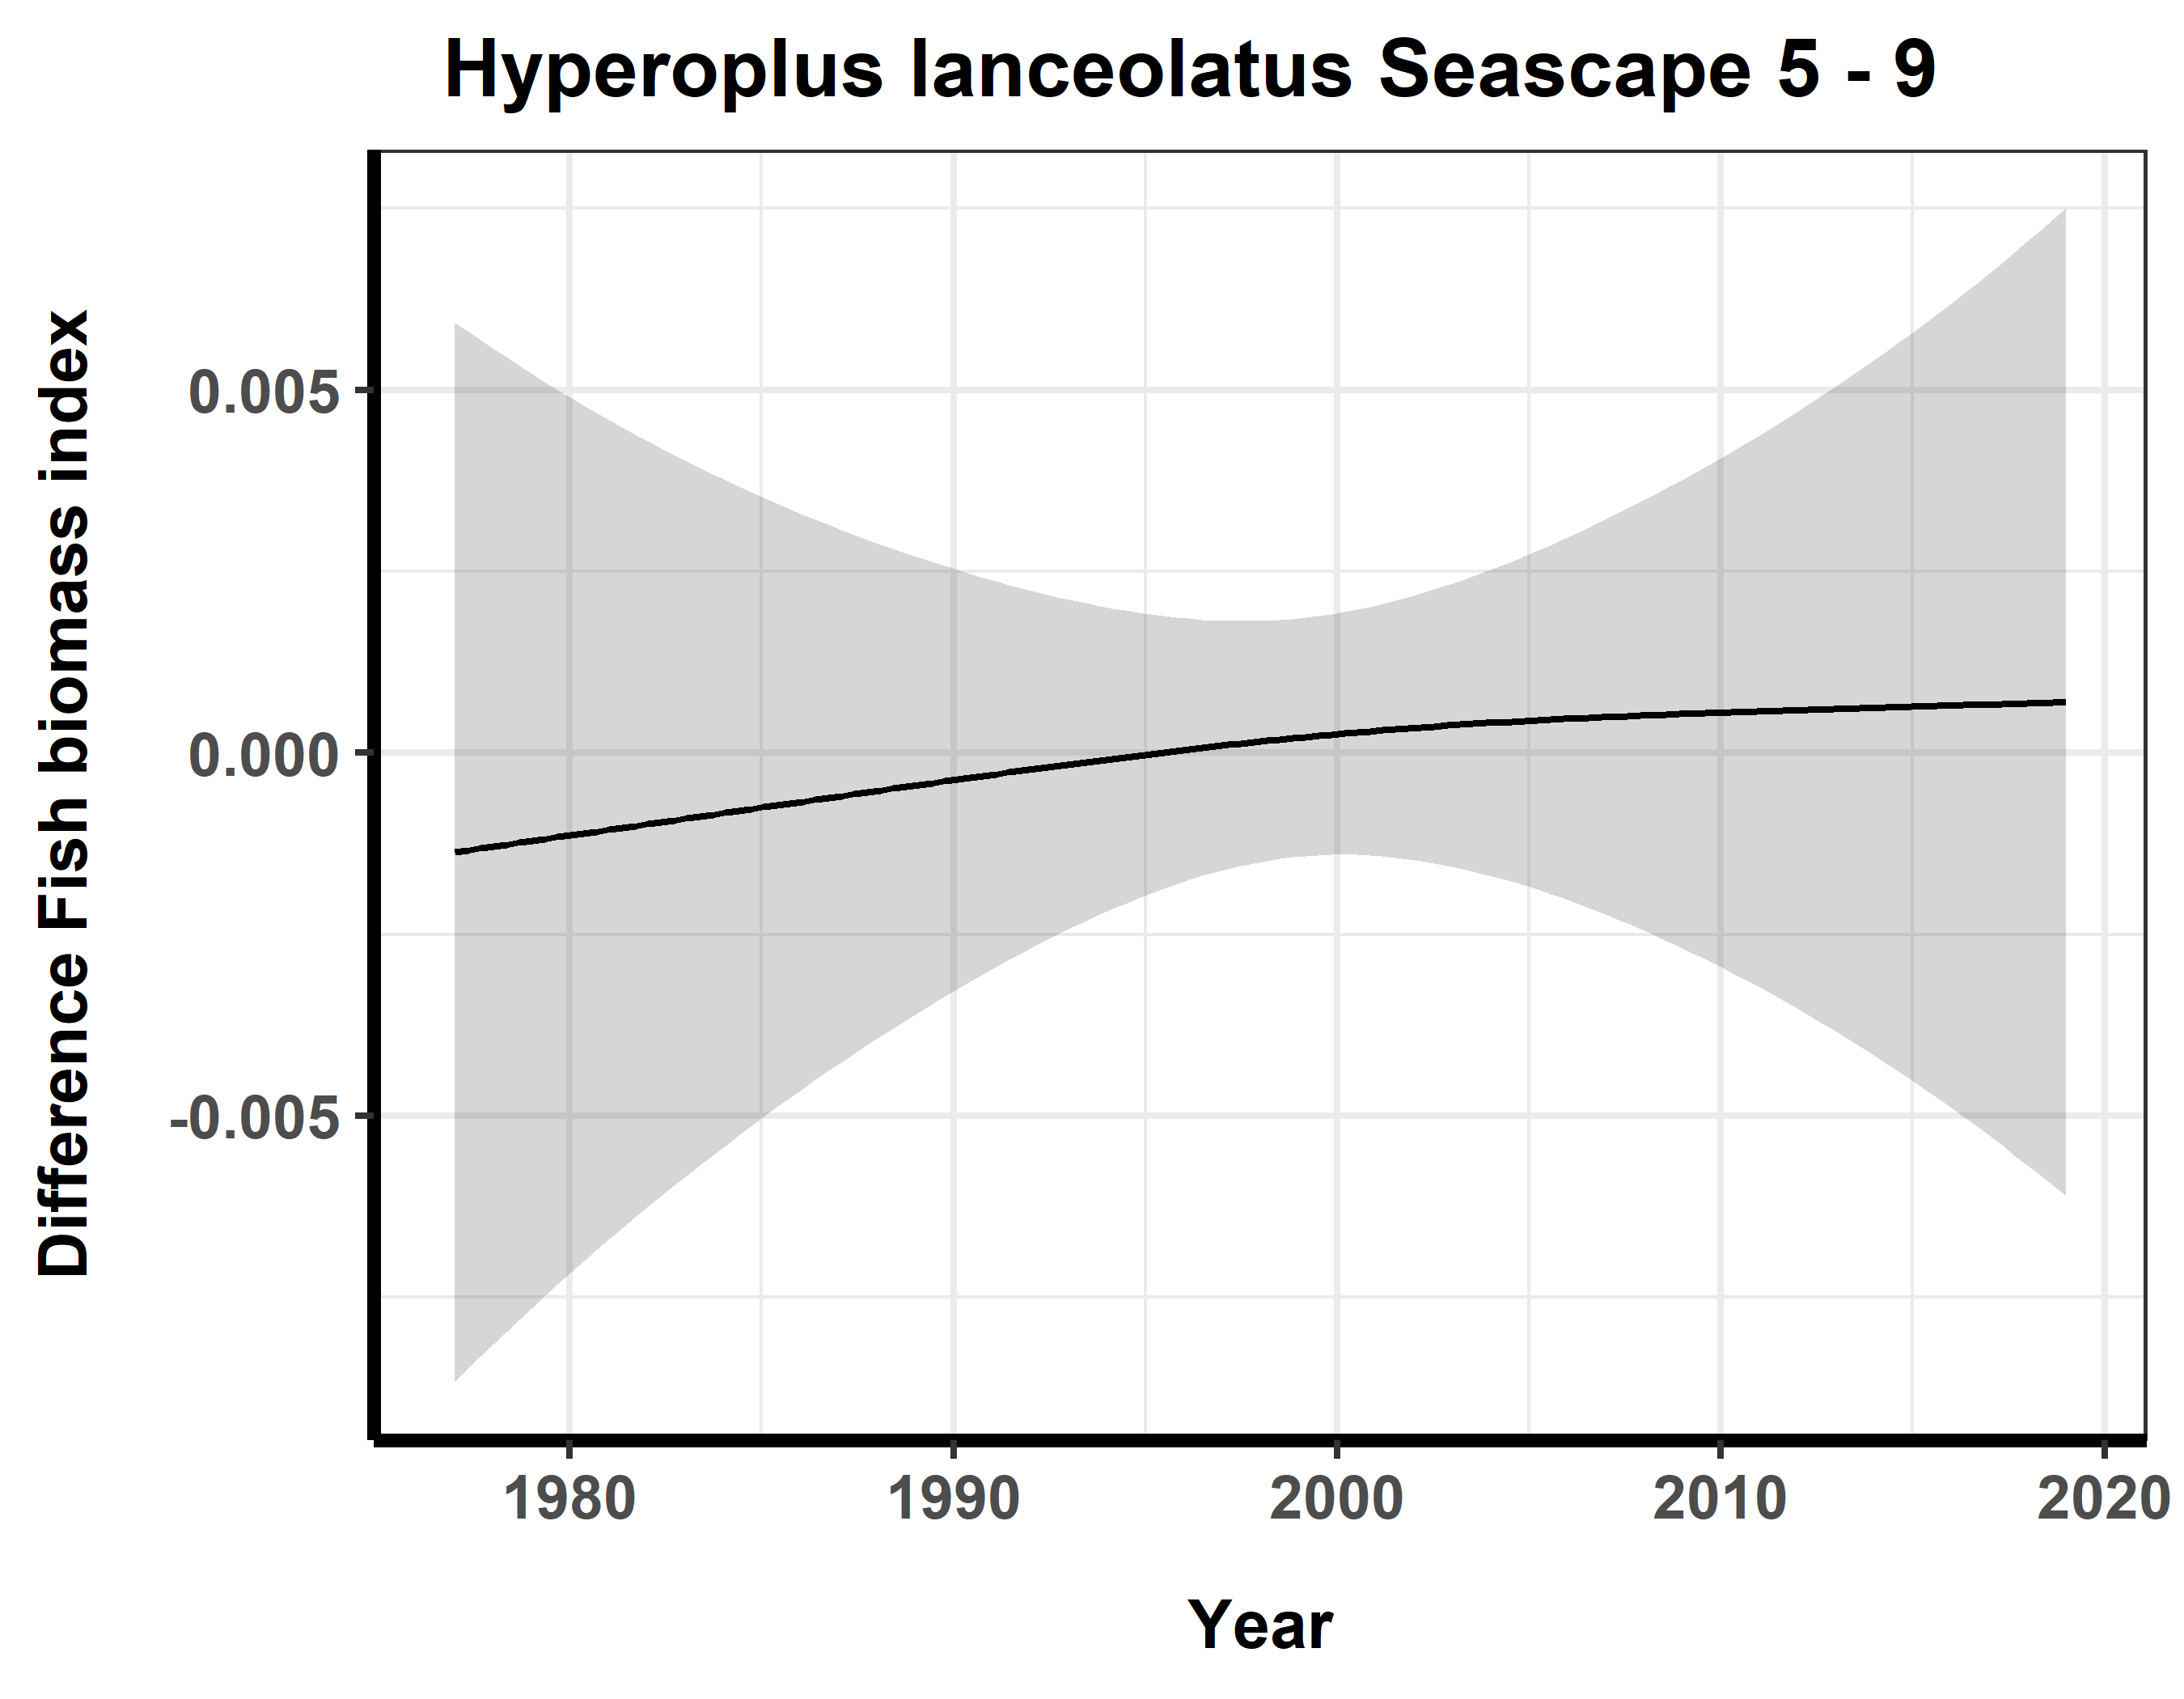 Hyperoplus lanceolatus Seascape 5 - 9
Difference Fish biomass index
0.005
0.000
-0.005
1980
1990
2000
2010
2020
Year